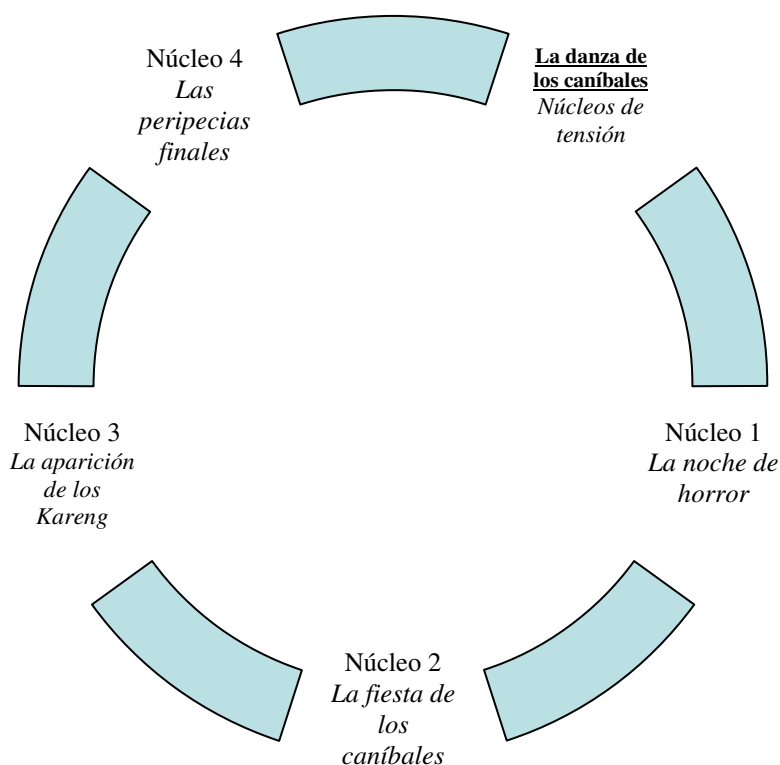 La danza de
los caníbales
Núcleos de
tensión
Núcleo 1
La noche de
horror
Núcleo 2
La fiesta de
los
caníbales
Núcleo 3
La aparición
de los
Kareng
Núcleo 4
Las
peripecias
finales